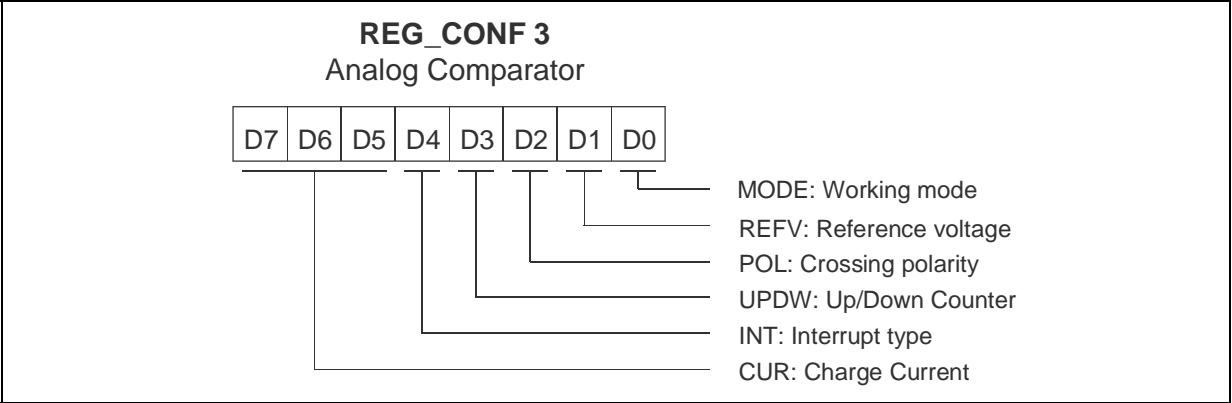 REG_CONF 3
Analog Comparator
D7 D6 D5 D4 D3 D2 D1 D0
MODE: Working mode
REFV: Reference voltage
POL: Crossing polarity
UPDW: Up/Down Counter
INT: Interrupt type
CUR: Charge Current